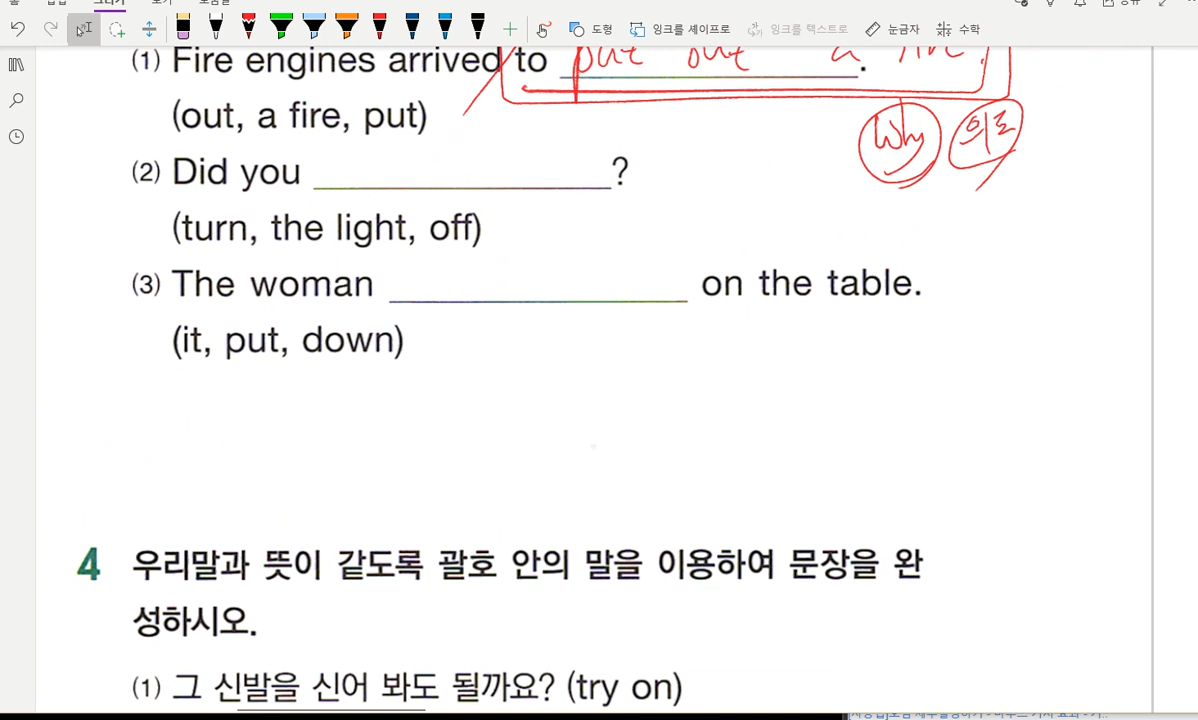 도형 잉크를 셰이프로 잉크를 텍스트로 눈금자 수학
(1) Fire engines arrived to put out a fire.
(out, a fire, put)
Why 의도
(2) Did you ____________?
(turn, the light, off)
(3) The woman ____________ on the table.
(it, put, down)
4 우리말과 뜻이 같도록 괄호 안의 말을 이용하여 문장을 완
성하시오.
(1) 그 신발을 신어 봐도 될까요? (try on)